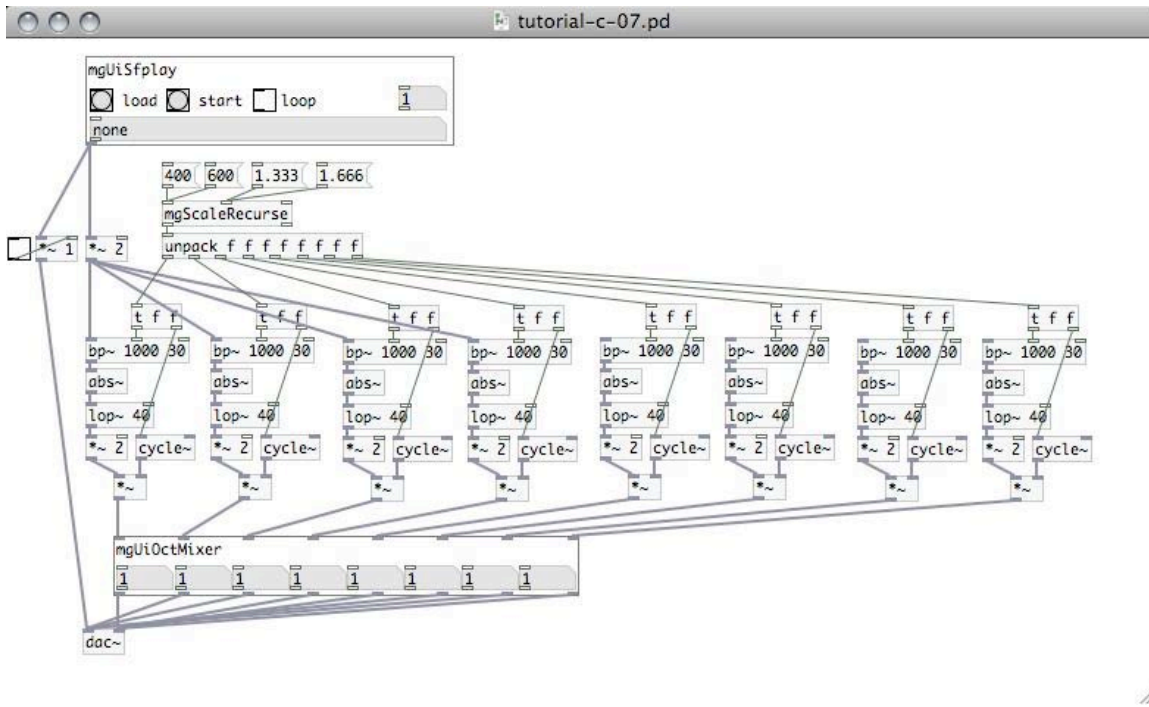 tutorial-c-07.pd
mgUiSfplay
load start loop 1
none
400 600 1.333 1.666
mgScaleRecurse
*~ 1 *~ 2 unpack f f f f f f f f
t f f t f f t f f t f f t f f t f f t f f t f f
bp~ 1000 30 bp~ 1000 30 bp~ 1000 30 bp~ 1000 30 bp~ 1000 30 bp~ 1000 30 bp~ 1000 30 bp~ 1000 30
abs~ abs~ abs~ abs~ abs~ abs~ abs~ abs~
lop~ 40 lop~ 40 lop~ 40 lop~ 40 lop~ 40 lop~ 40 lop~ 40 lop~ 40
*~ 2 cycle~ *~ 2 cycle~ *~ 2 cycle~ *~ 2 cycle~ *~ 2 cycle~ *~ 2 cycle~ *~ 2 cycle~ *~ 2 cycle~
*~ *~ *~ *~ *~ *~ *~ *~
mgUiOctMixer
1 1 1 1 1 1 1 1
dac~